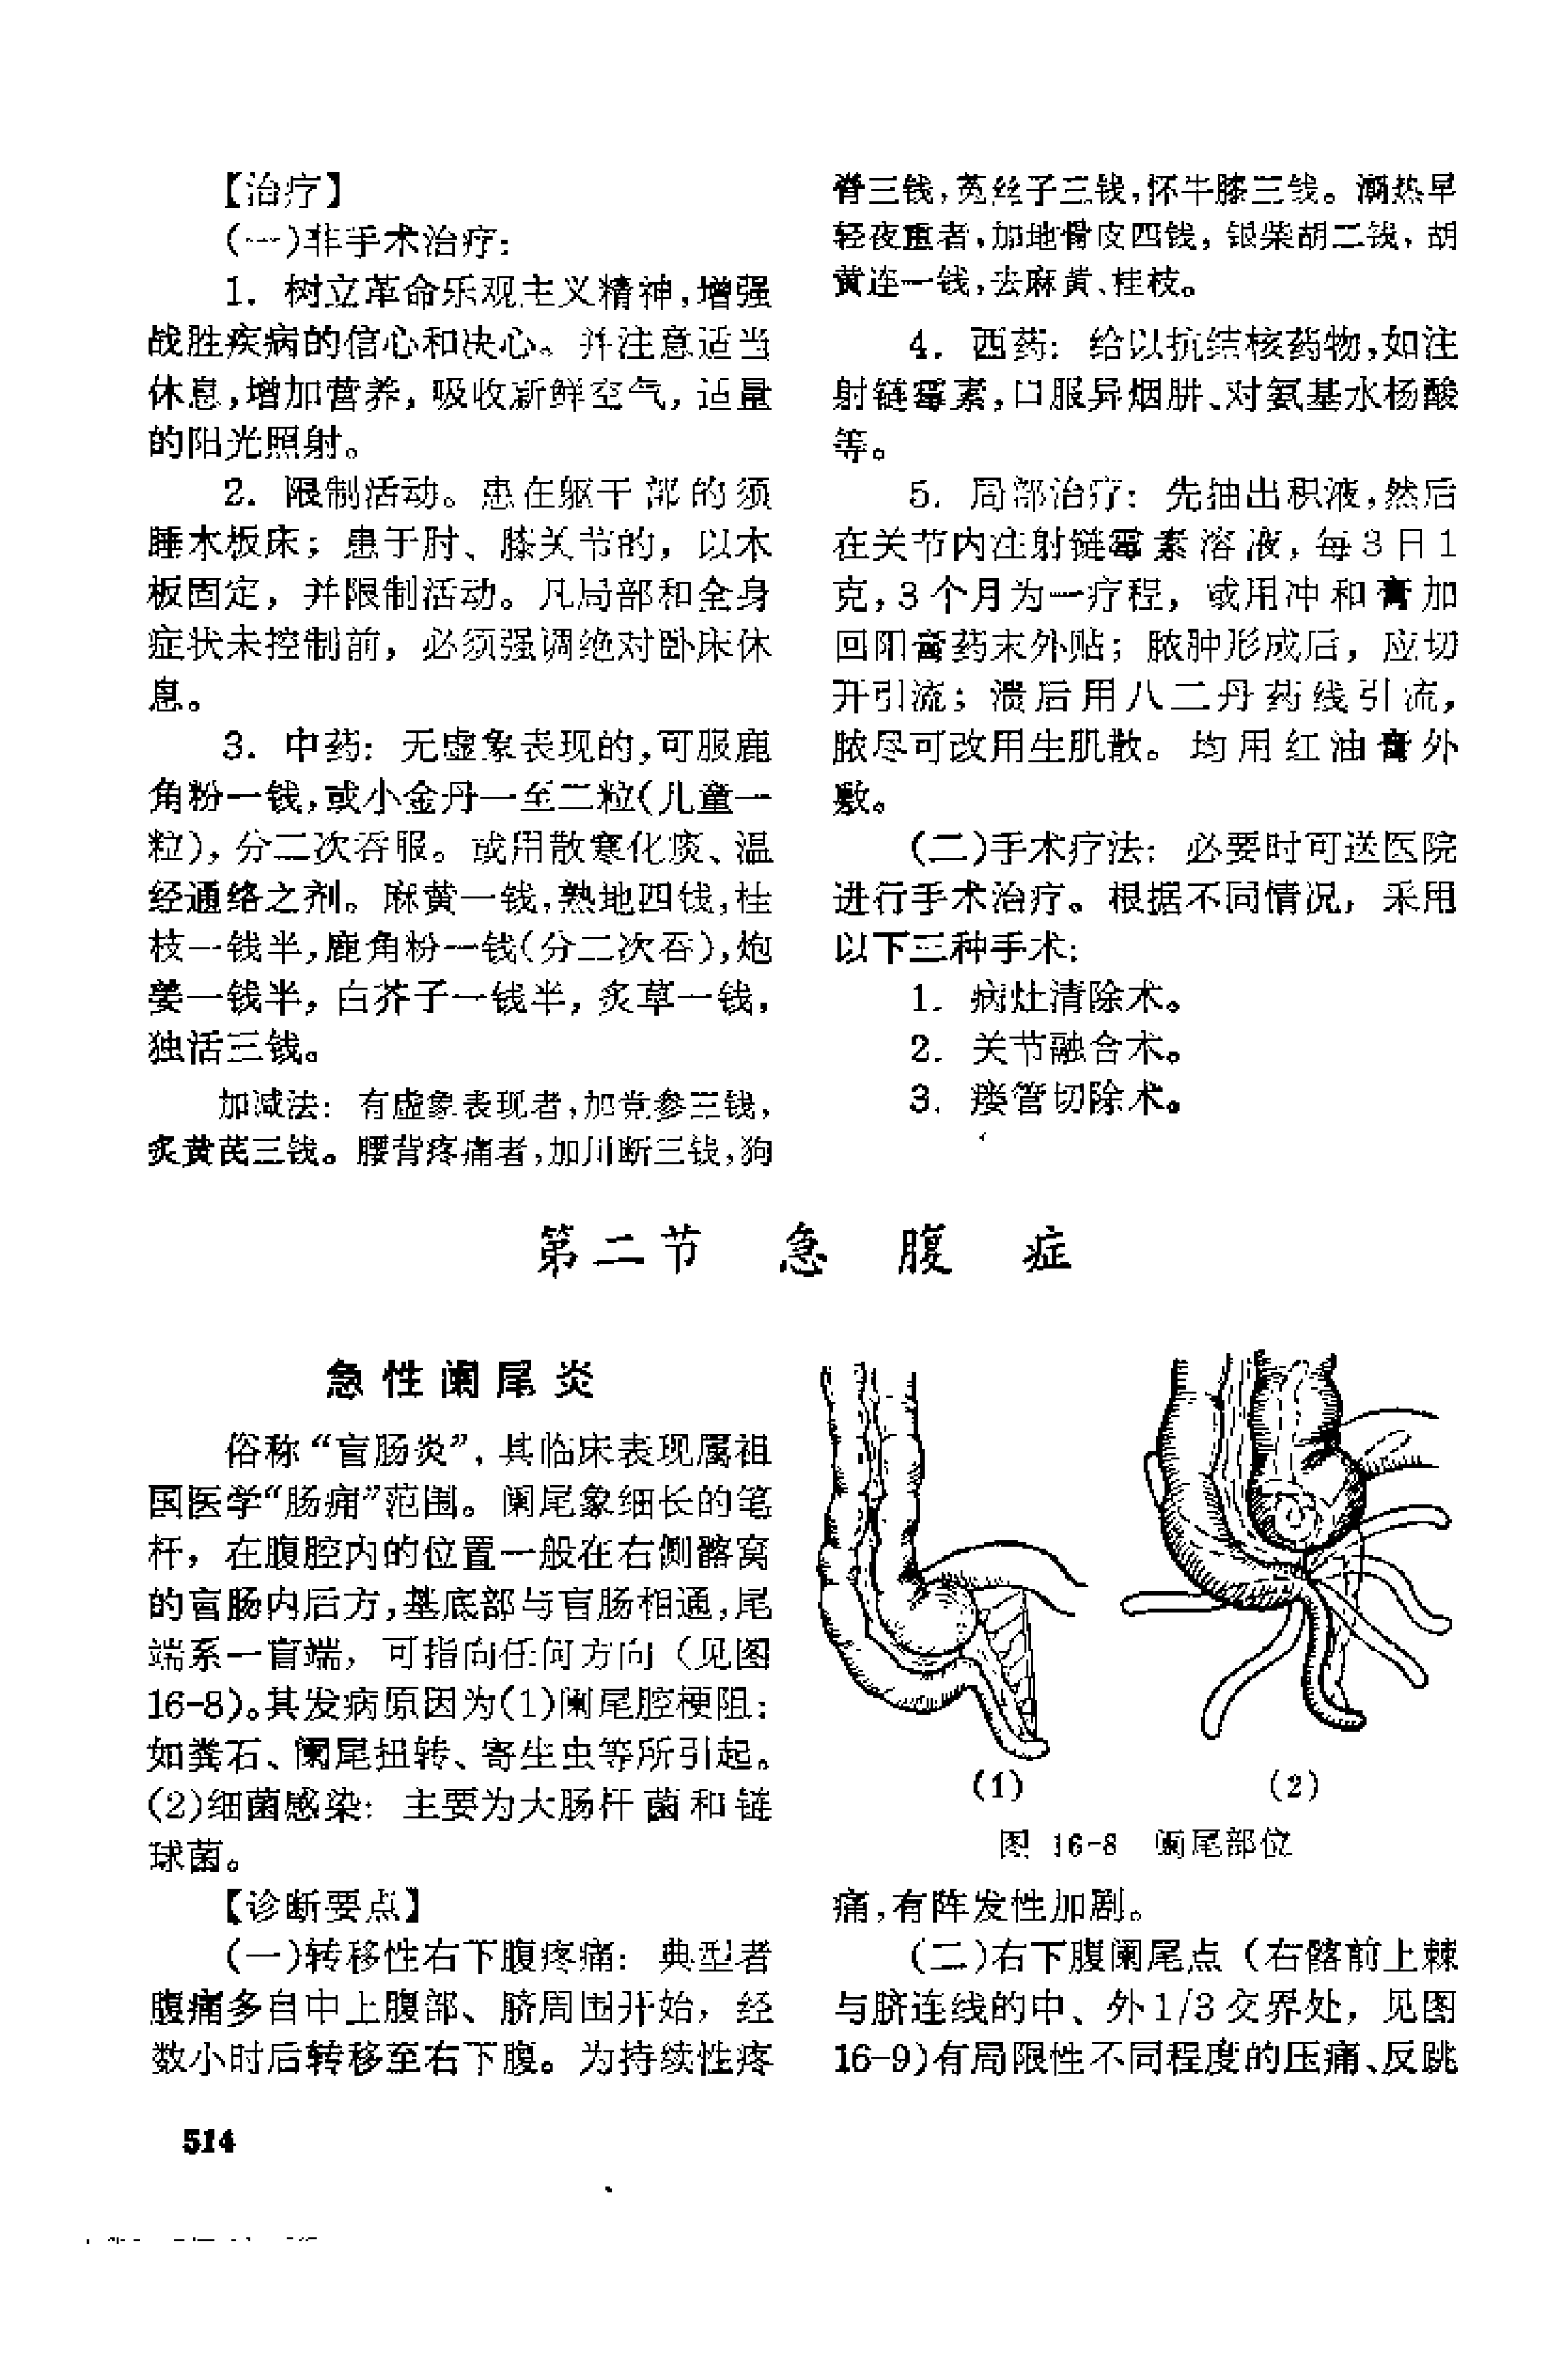 【治疗】
(一)非手术治疗:
1. 树立革命乐观主义精神,增强
战胜疾病的信心和决心。并注意适当
休息,增加营养,吸收新鲜空气,适量
的阳光照射。
2. 限制活动。患在躯干部的须
睡木板床;患于肘、膝关节的,以木
板固定,并限制活动。凡局部和全身
症状未控制前,必须强调绝对卧床休
息。
3. 中药:无虚象表现的,可服鹿
角粉一钱,或小金丹一至二粒(儿童一
粒),分二次吞服。或用散寒化痰、温
经通络之剂。麻黄一钱,熟地四钱,桂
枝一钱半,鹿角粉一钱(分二次吞),炮
姜一钱半,白芥子一钱半,炙草一钱,
独活三钱。
加减法:有虚象表现者,加党参三钱,
炙黄芪三钱。腰背疼痛者,加川断三钱,狗
脊三钱,菟丝子三钱,怀牛膝三钱。潮热早
轻夜重者,加地骨皮四钱,银柴胡二钱,胡
黄连一钱,去麻黄、桂枝。
4. 西药:给以抗结核药物,如注
射链霉素,口服异烟肼、对氨基水杨酸
等。
5. 局部治疗:先抽出积液,然后
在关节内注射链霉素溶液,每3日1
克,3个月为一疗程,或用冲和膏加
回阳膏药末外贴;脓肿形成后,应切
开引流;溃后用八二丹药线引流,
脓尽可改用生肌散。均用红油膏外
敷。
(二)手术疗法:必要时可送医院
进行手术治疗。根据不同情况,采用
以下三种手术:
1. 病灶清除术。
2. 关节融合术。
3. 瘘管切除术。
第二节 急腹症
急性阑尾炎
俗称“盲肠炎”,其临床表现属祖
国医学“肠痈”范围。阑尾象细长的笔
杆,在腹腔内的位置一般在右侧髂窝
的盲肠内后方,基底部与盲肠相通,尾
端系一盲端,可指向任何方向(见图
16-8)。其发病原因为(1)阑尾腔梗阻:
如粪石、阑尾扭转、寄生虫等所引起。
(2)细菌感染:主要为大肠杆菌和链
球菌。
【诊断要点】
(一)转移性右下腹疼痛:典型者
腹痛多自中上腹部、脐周围开始,经
数小时后转移至右下腹。为持续性疼
(1) (2)
图 16-8 阑尾部位
痛,有阵发性加剧。
(二)右下腹阑尾点(右髂前上棘
与脐连线的中、外1/3交界处,见图
16-9)有局限性不同程度的压痛、反跳
514